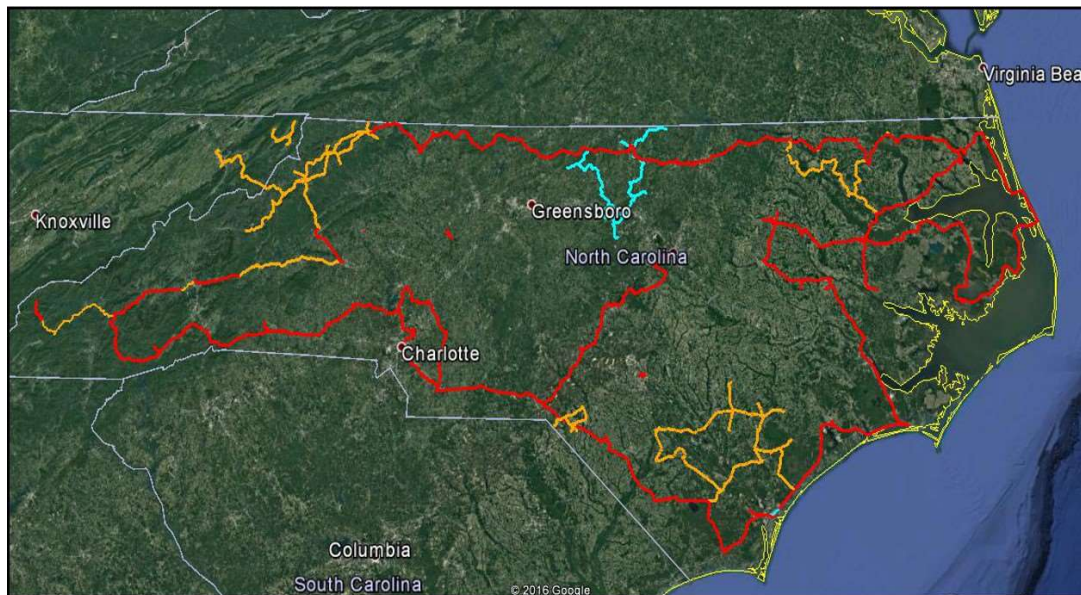 Virginia Bea
Knoxville
Greensboro
North Carolina
Charlotte
Columbia
South Carolina
© 2016 Google